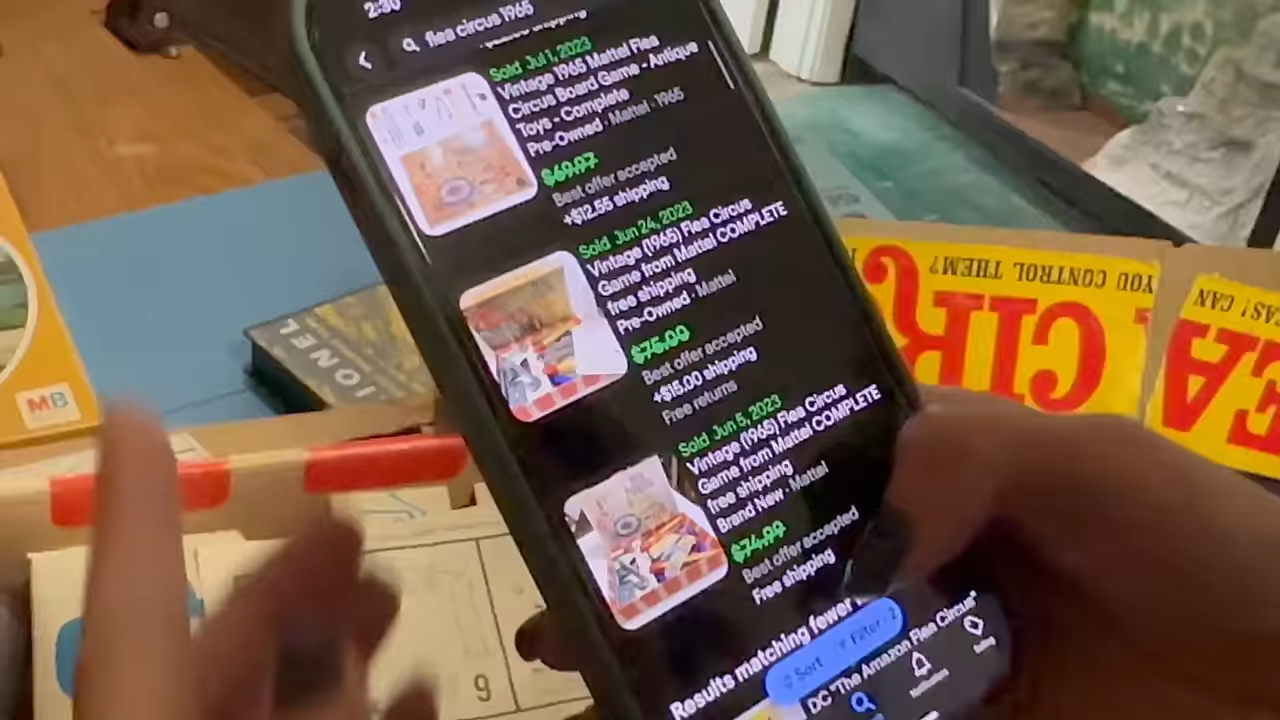 2:30
flea circus 1965
Sold Jul 1, 2023
Vintage 1965 Mattel Flea
Circus Board Game - Antique
Toys - Complete
Pre-Owned · Mattel · 1965
$69.97
Best offer accepted
+$12.55 shipping
Sold Jun 24, 2023
Vintage (1965) Flea Circus
Game from Mattel COMPLETE
free shipping
Pre-Owned · Mattel
$75.00
Best offer accepted
+$15.00 shipping
Free returns
Sold Jun 5, 2023
Vintage (1965) Flea Circus
Game from Mattel COMPLETE
free shipping
Brand New · Mattel
$74.99
Best offer accepted
Free shipping
Results matching fewer
Sort
Filter · 2
DC "The Amazon Flea Circus"
Notifications
Selling
YOU CONTROL THEM?
CIR
AS! CAN
EA
IONEL
MB
9